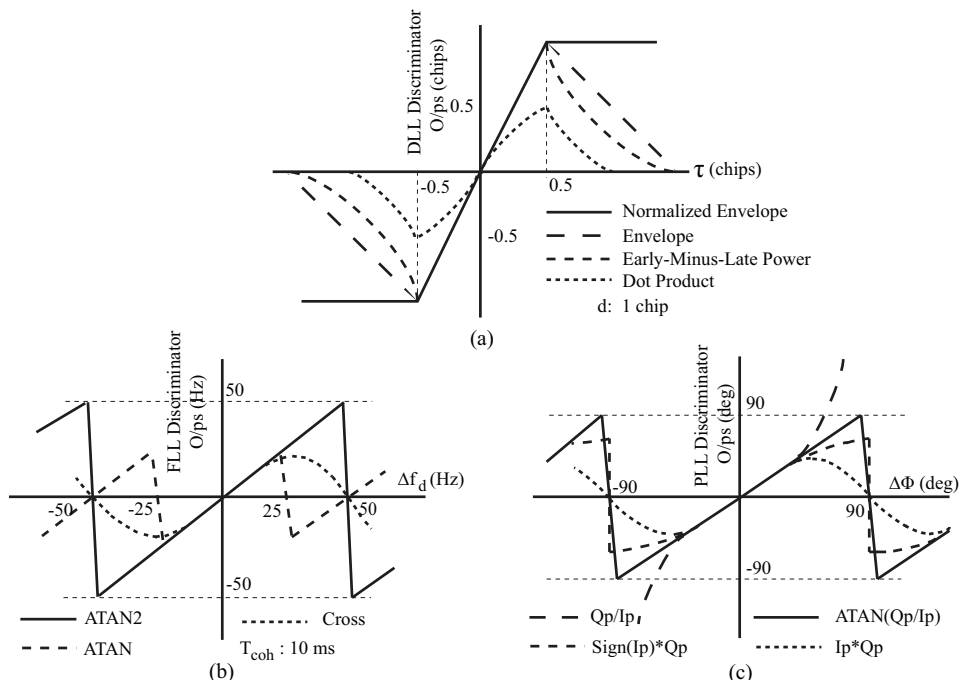 DLL Discriminator
O/ps (chips)
0.5
-0.5
0.5
τ (chips)
-0.5
Normalized Envelope
Envelope
Early-Minus-Late Power
Dot Product
d: 1 chip
(a)
FLL Discriminator
O/ps (Hz)
50
Δf_d (Hz)
-50
-25
25
50
-50
ATAN2
Cross
ATAN
T_coh : 10 ms
(b)
PLL Discriminator
O/ps (deg)
90
ΔΦ (deg)
-90
90
-90
Qp/Ip
ATAN(Qp/Ip)
Sign(Ip)*Qp
Ip*Qp
(c)